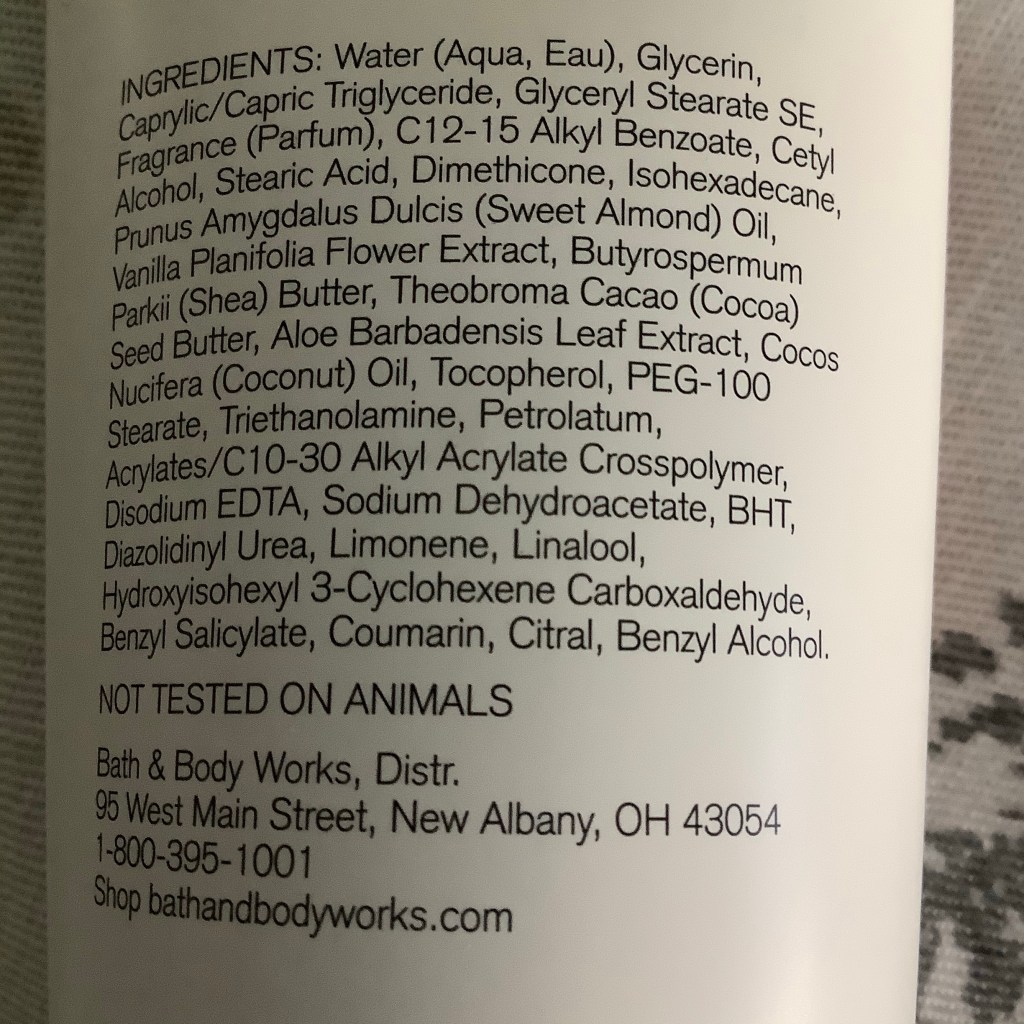 INGREDIENTS: Water (Aqua, Eau), Glycerin,
Caprylic/Capric Triglyceride, Glyceryl Stearate SE,
Fragrance (Parfum), C12-15 Alkyl Benzoate, Cetyl
Alcohol, Stearic Acid, Dimethicone, Isohexadecane,
Prunus Amygdalus Dulcis (Sweet Almond) Oil,
Vanilla Planifolia Flower Extract, Butyrospermum
Parkii (Shea) Butter, Theobroma Cacao (Cocoa)
Seed Butter, Aloe Barbadensis Leaf Extract, Cocos
Nucifera (Coconut) Oil, Tocopherol, PEG-100
Stearate, Triethanolamine, Petrolatum,
Acrylates/C10-30 Alkyl Acrylate Crosspolymer,
Disodium EDTA, Sodium Dehydroacetate, BHT,
Diazolidinyl Urea, Limonene, Linalool,
Hydroxyisohexyl 3-Cyclohexene Carboxaldehyde,
Benzyl Salicylate, Coumarin, Citral, Benzyl Alcohol.
NOT TESTED ON ANIMALS
Bath & Body Works, Distr.
95 West Main Street, New Albany, OH 43054
1-800-395-1001
Shop bathandbodyworks.com